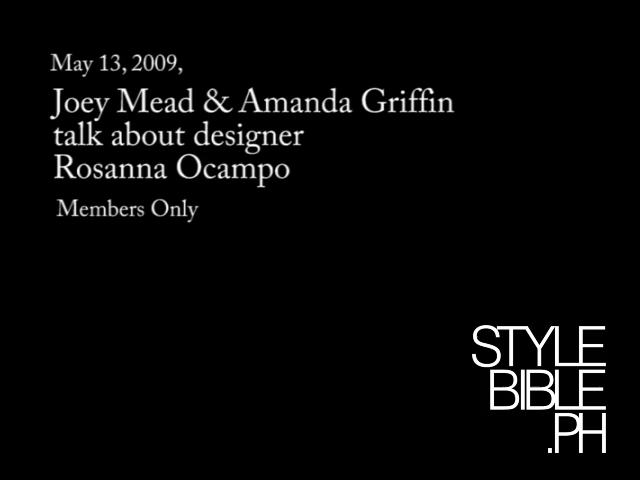 May 13, 2009,
Joey Mead & Amanda Griffin
talk about designer
Rosanna Ocampo
Members Only
STYLE
BIBLE
.PH